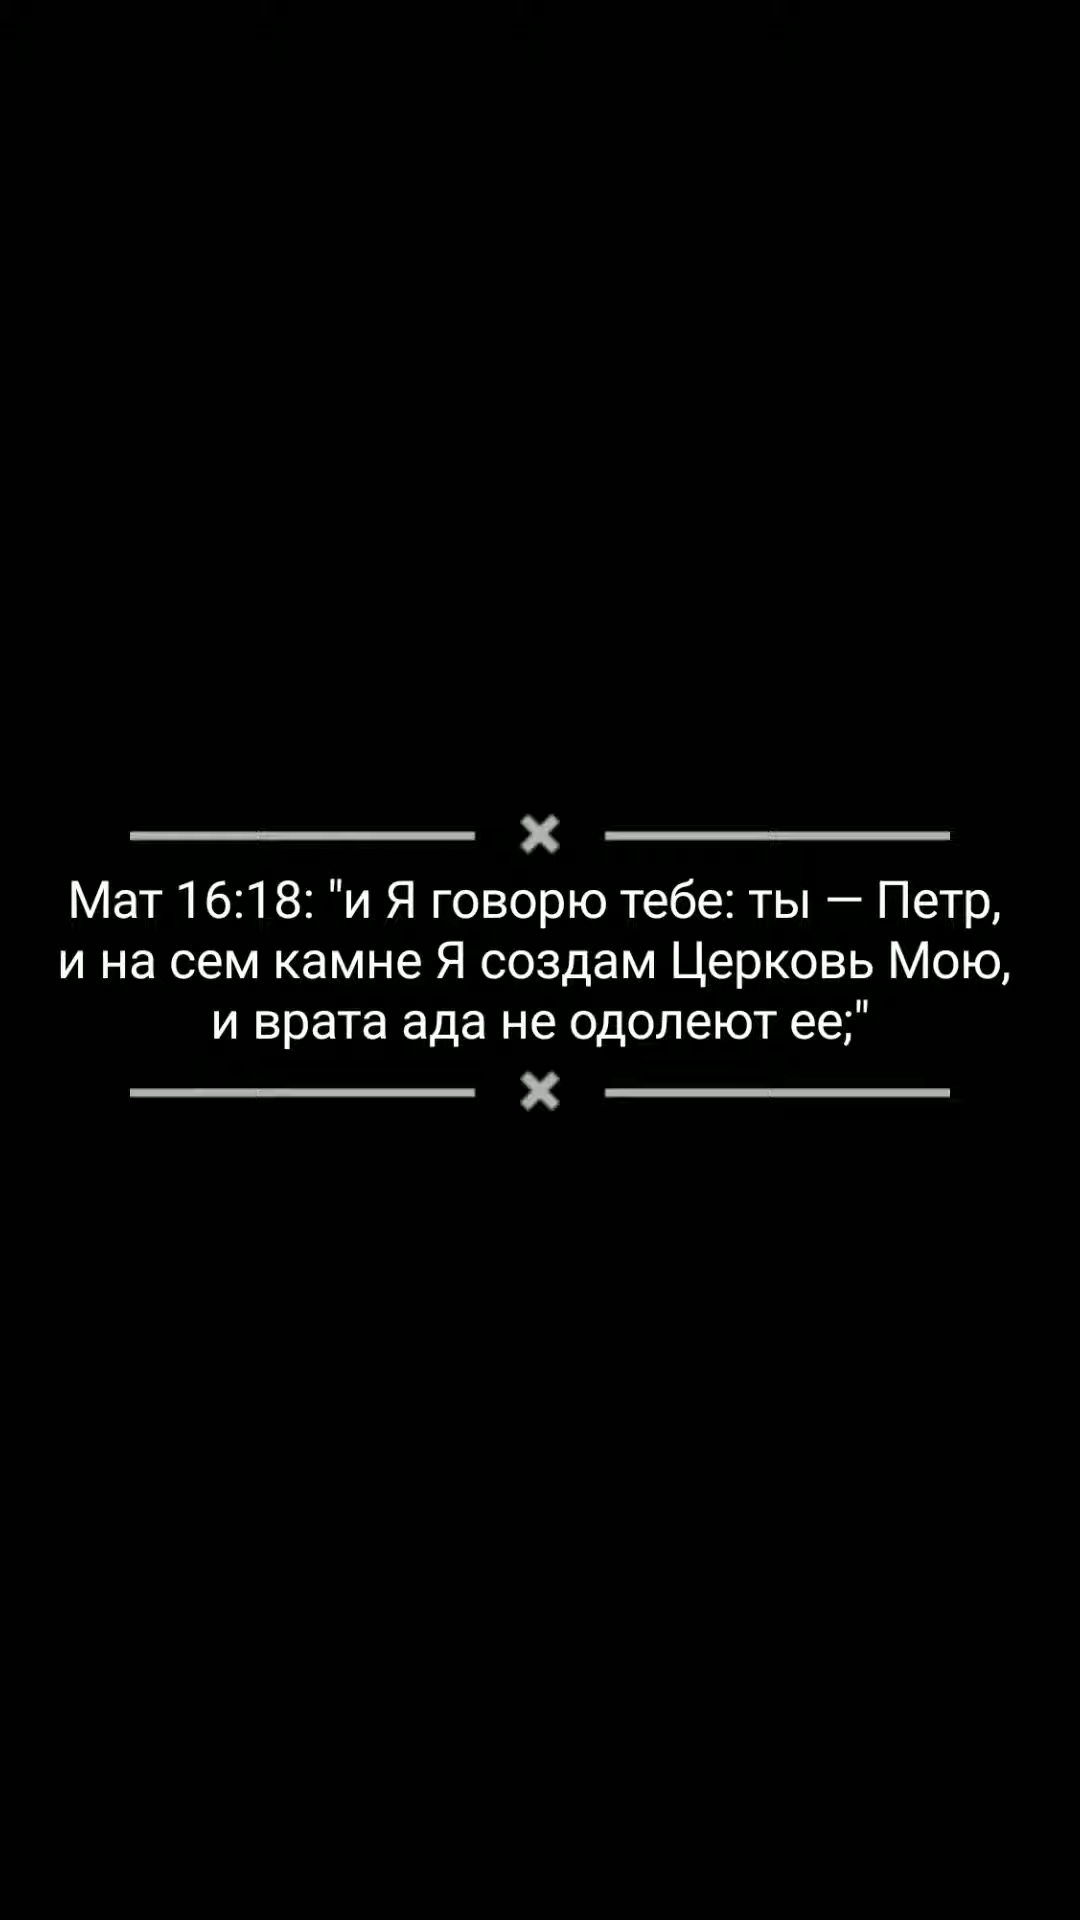 Мат 16:18: "и Я говорю тебе: ты — Петр,
и на сем камне Я создам Церковь Мою,
и врата ада не одолеют ее;"